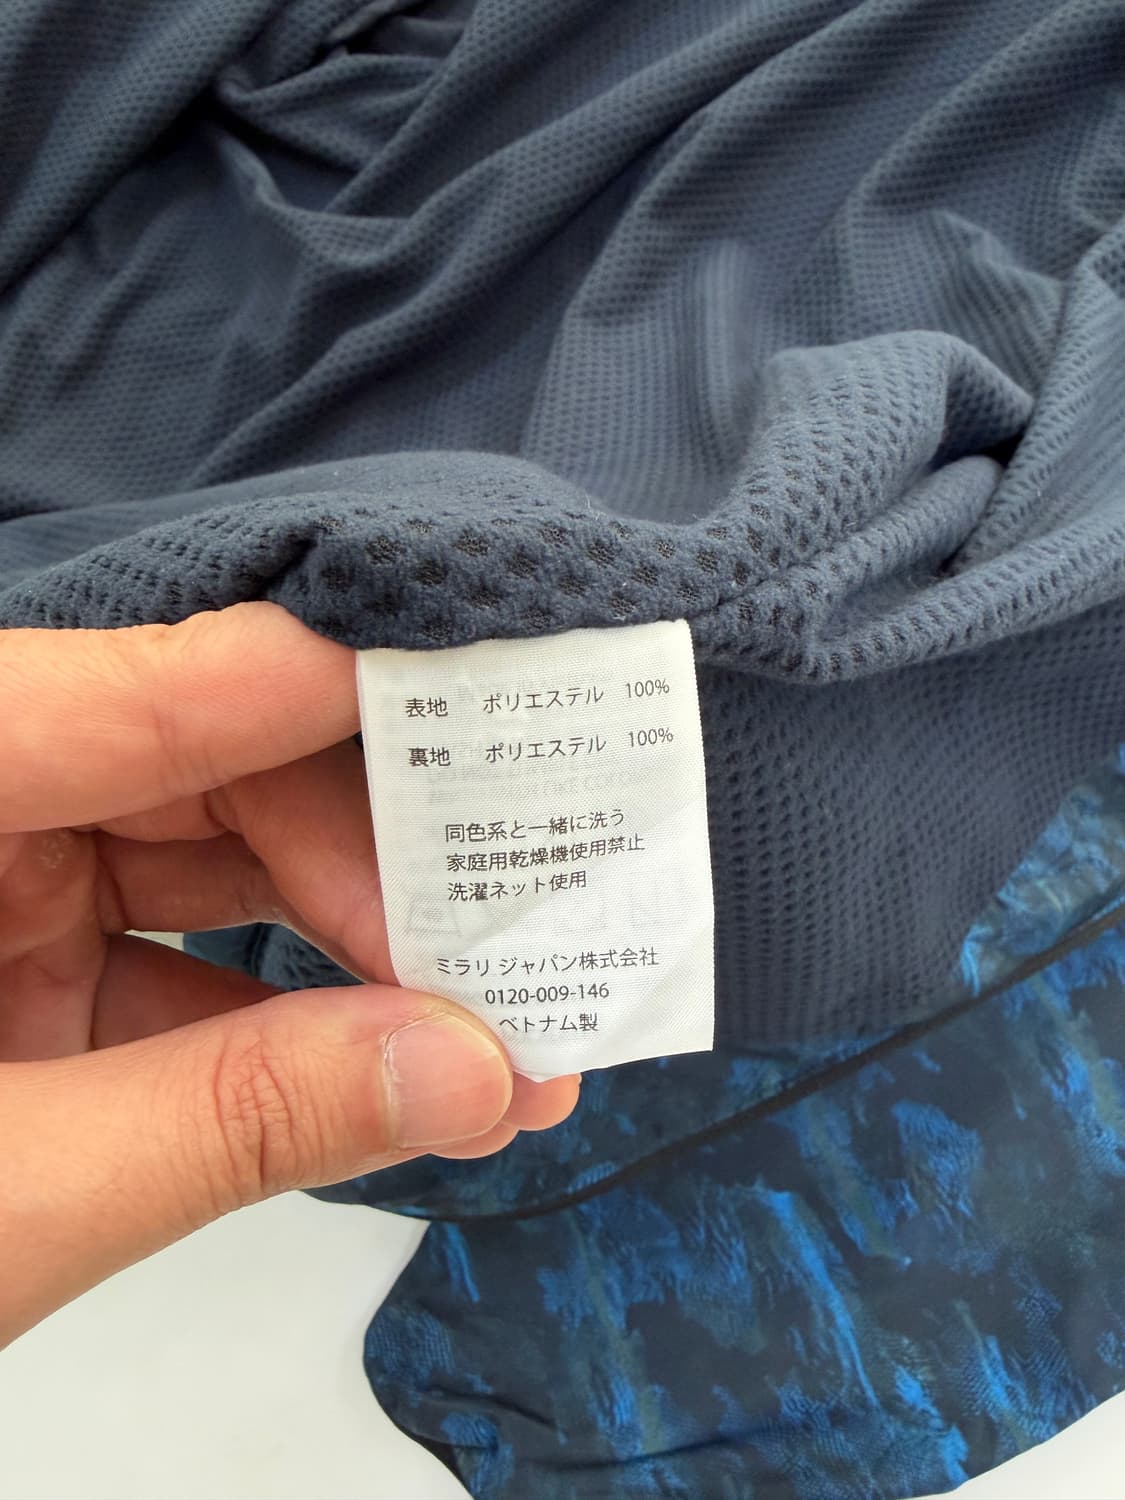 表地 ポリエステル 100%
裏地 ポリエステル 100%
同色系と一緒に洗う
家庭用乾燥機使用禁止
洗濯ネット使用
ミラリ ジャパン株式会社
0120-009-146
ベトナム製